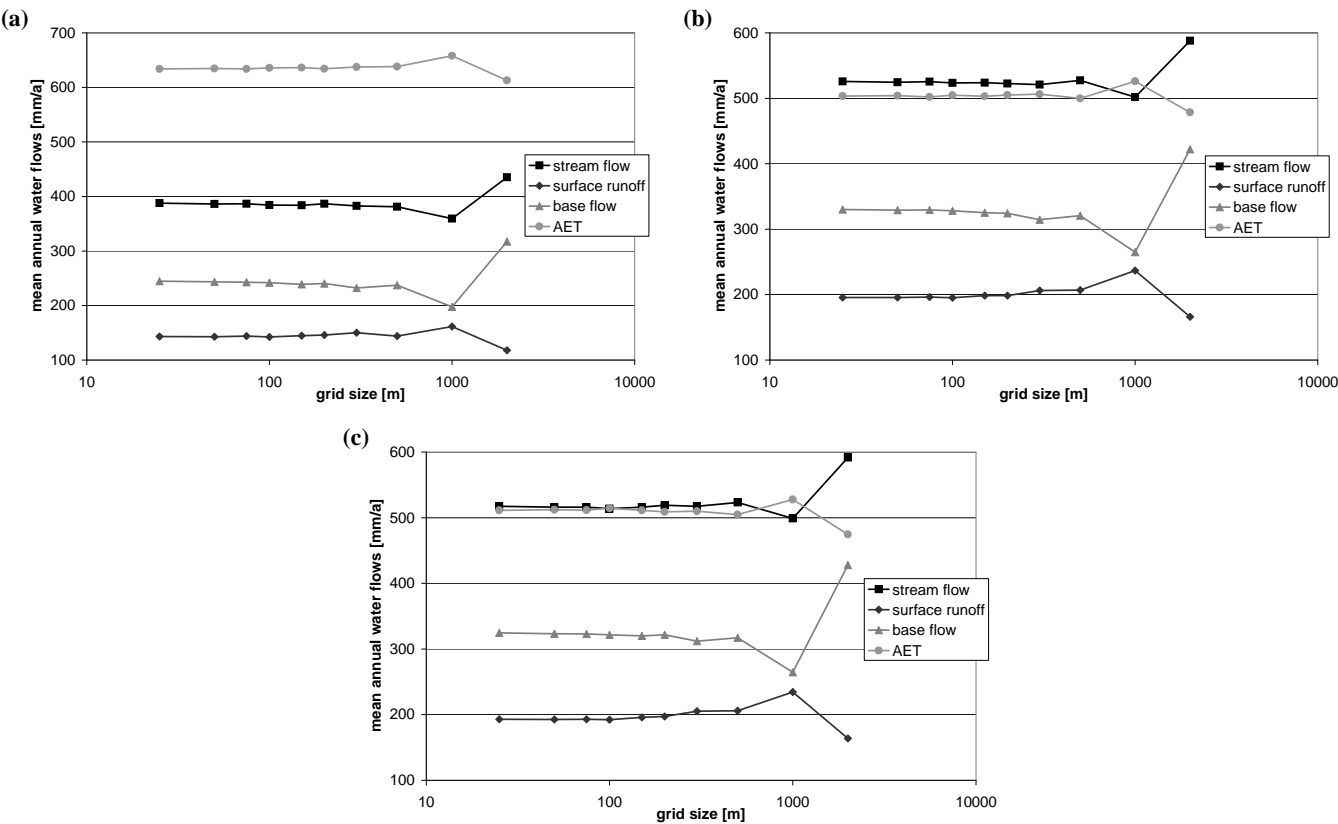 (a)
mean annual water flows [mm/a]
700
600
500
400
300
200
100
10
100
1000
10000
grid size [m]
stream flow
surface runoff
base flow
AET
(b)
mean annual water flows [mm/a]
600
500
400
300
200
100
10
100
1000
10000
grid size [m]
stream flow
surface runoff
base flow
AET
(c)
mean annual water flows [mm/a]
600
500
400
300
200
100
10
100
1000
10000
grid size [m]
stream flow
surface runoff
base flow
AET